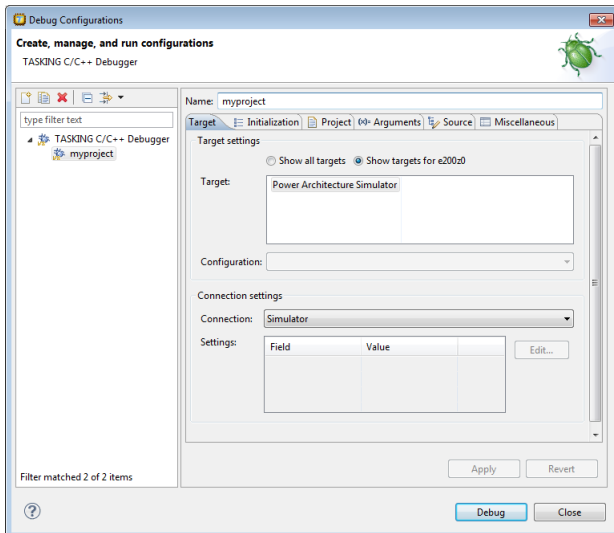 Debug Configurations
Create, manage, and run configurations
TASKING C/C++ Debugger
type filter text
TASKING C/C++ Debugger
myproject
Filter matched 2 of 2 items
Name: myproject
Target Initialization Project (x)= Arguments Source Miscellaneous
Target settings
Show all targets Show targets for e200z0
Target: Power Architecture Simulator
Configuration:
Connection settings
Connection: Simulator
Settings: Field Value Edit...
Apply Revert
? Debug Close